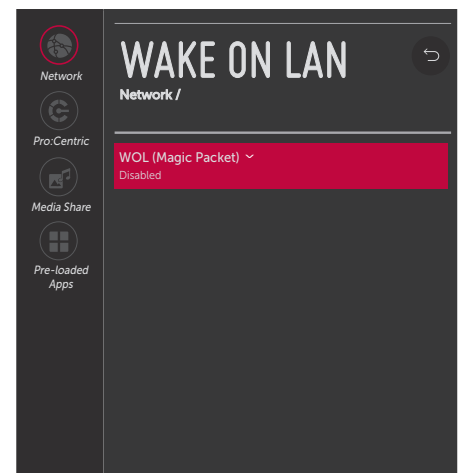 Network
Pro:Centric
Media Share
Pre-loaded
Apps
WAKE ON LAN
Network /
WOL (Magic Packet)
Disabled